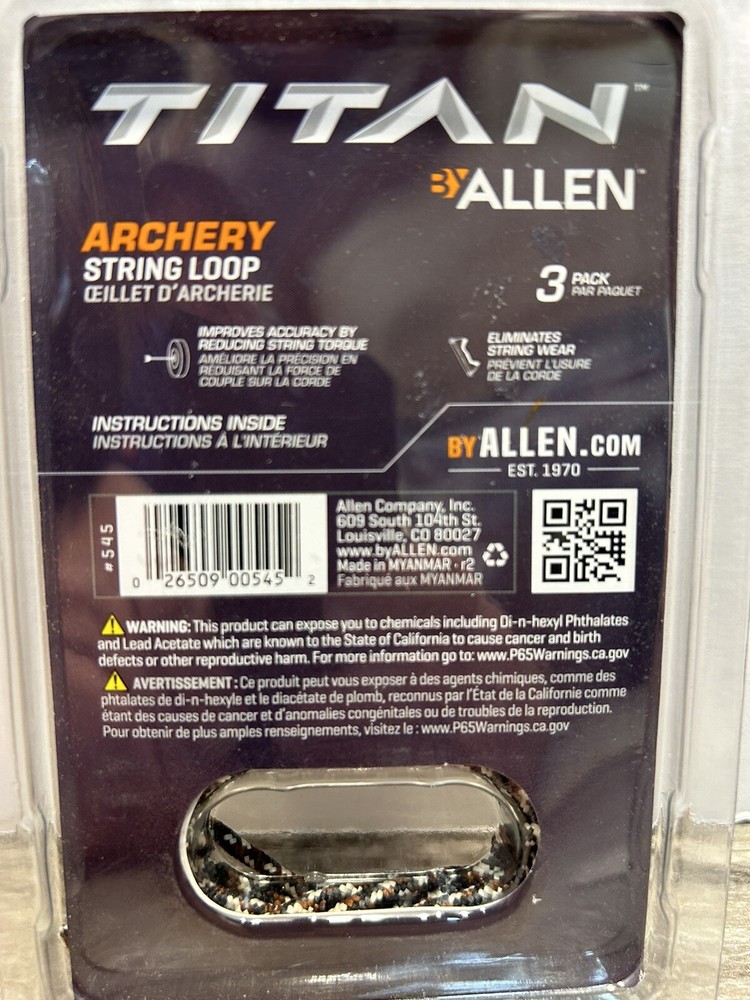 TITAN™
BY ALLEN™
ARCHERY
STRING LOOP
ŒILLET D'ARCHERIE
3 PACK
PAR PAQUET
IMPROVES ACCURACY BY
REDUCING STRING TORQUE
AMÉLIORE LA PRÉCISION EN
RÉDUISANT LA FORCE DE
COUPLE SUR LA CORDE
ELIMINATES
STRING WEAR
PRÉVIENT L'USURE
DE LA CORDE
INSTRUCTIONS INSIDE
INSTRUCTIONS À L'INTÉRIEUR
BYALLEN.COM
EST. 1970
#545
0 26509 00545 2
Allen Company, Inc.
609 South 104th St.
Louisville, CO 80027
www.byALLEN.com
Made in MYANMAR · r2
Fabriqué aux MYANMAR
WARNING: This product can expose you to chemicals including Di-n-hexyl Phthalates
and Lead Acetate which are known to the State of California to cause cancer and birth
defects or other reproductive harm. For more information go to: www.P65Warnings.ca.gov
AVERTISSEMENT : Ce produit peut vous exposer à des agents chimiques, comme des
phtalates de di-n-hexyle et le diacétate de plomb, reconnus par l'État de la Californie comme
étant des causes de cancer et d'anomalies congénitales ou de troubles de la reproduction.
Pour obtenir de plus amples renseignements, visitez le : www.P65Warnings.ca.gov